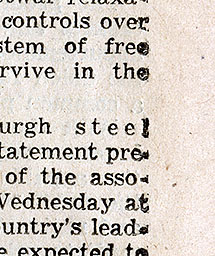 controls over
stem of free
rvive in the
urgh steel
tatement pre-
of the asso-
Wednesday at
ountry's lead-
e expected to